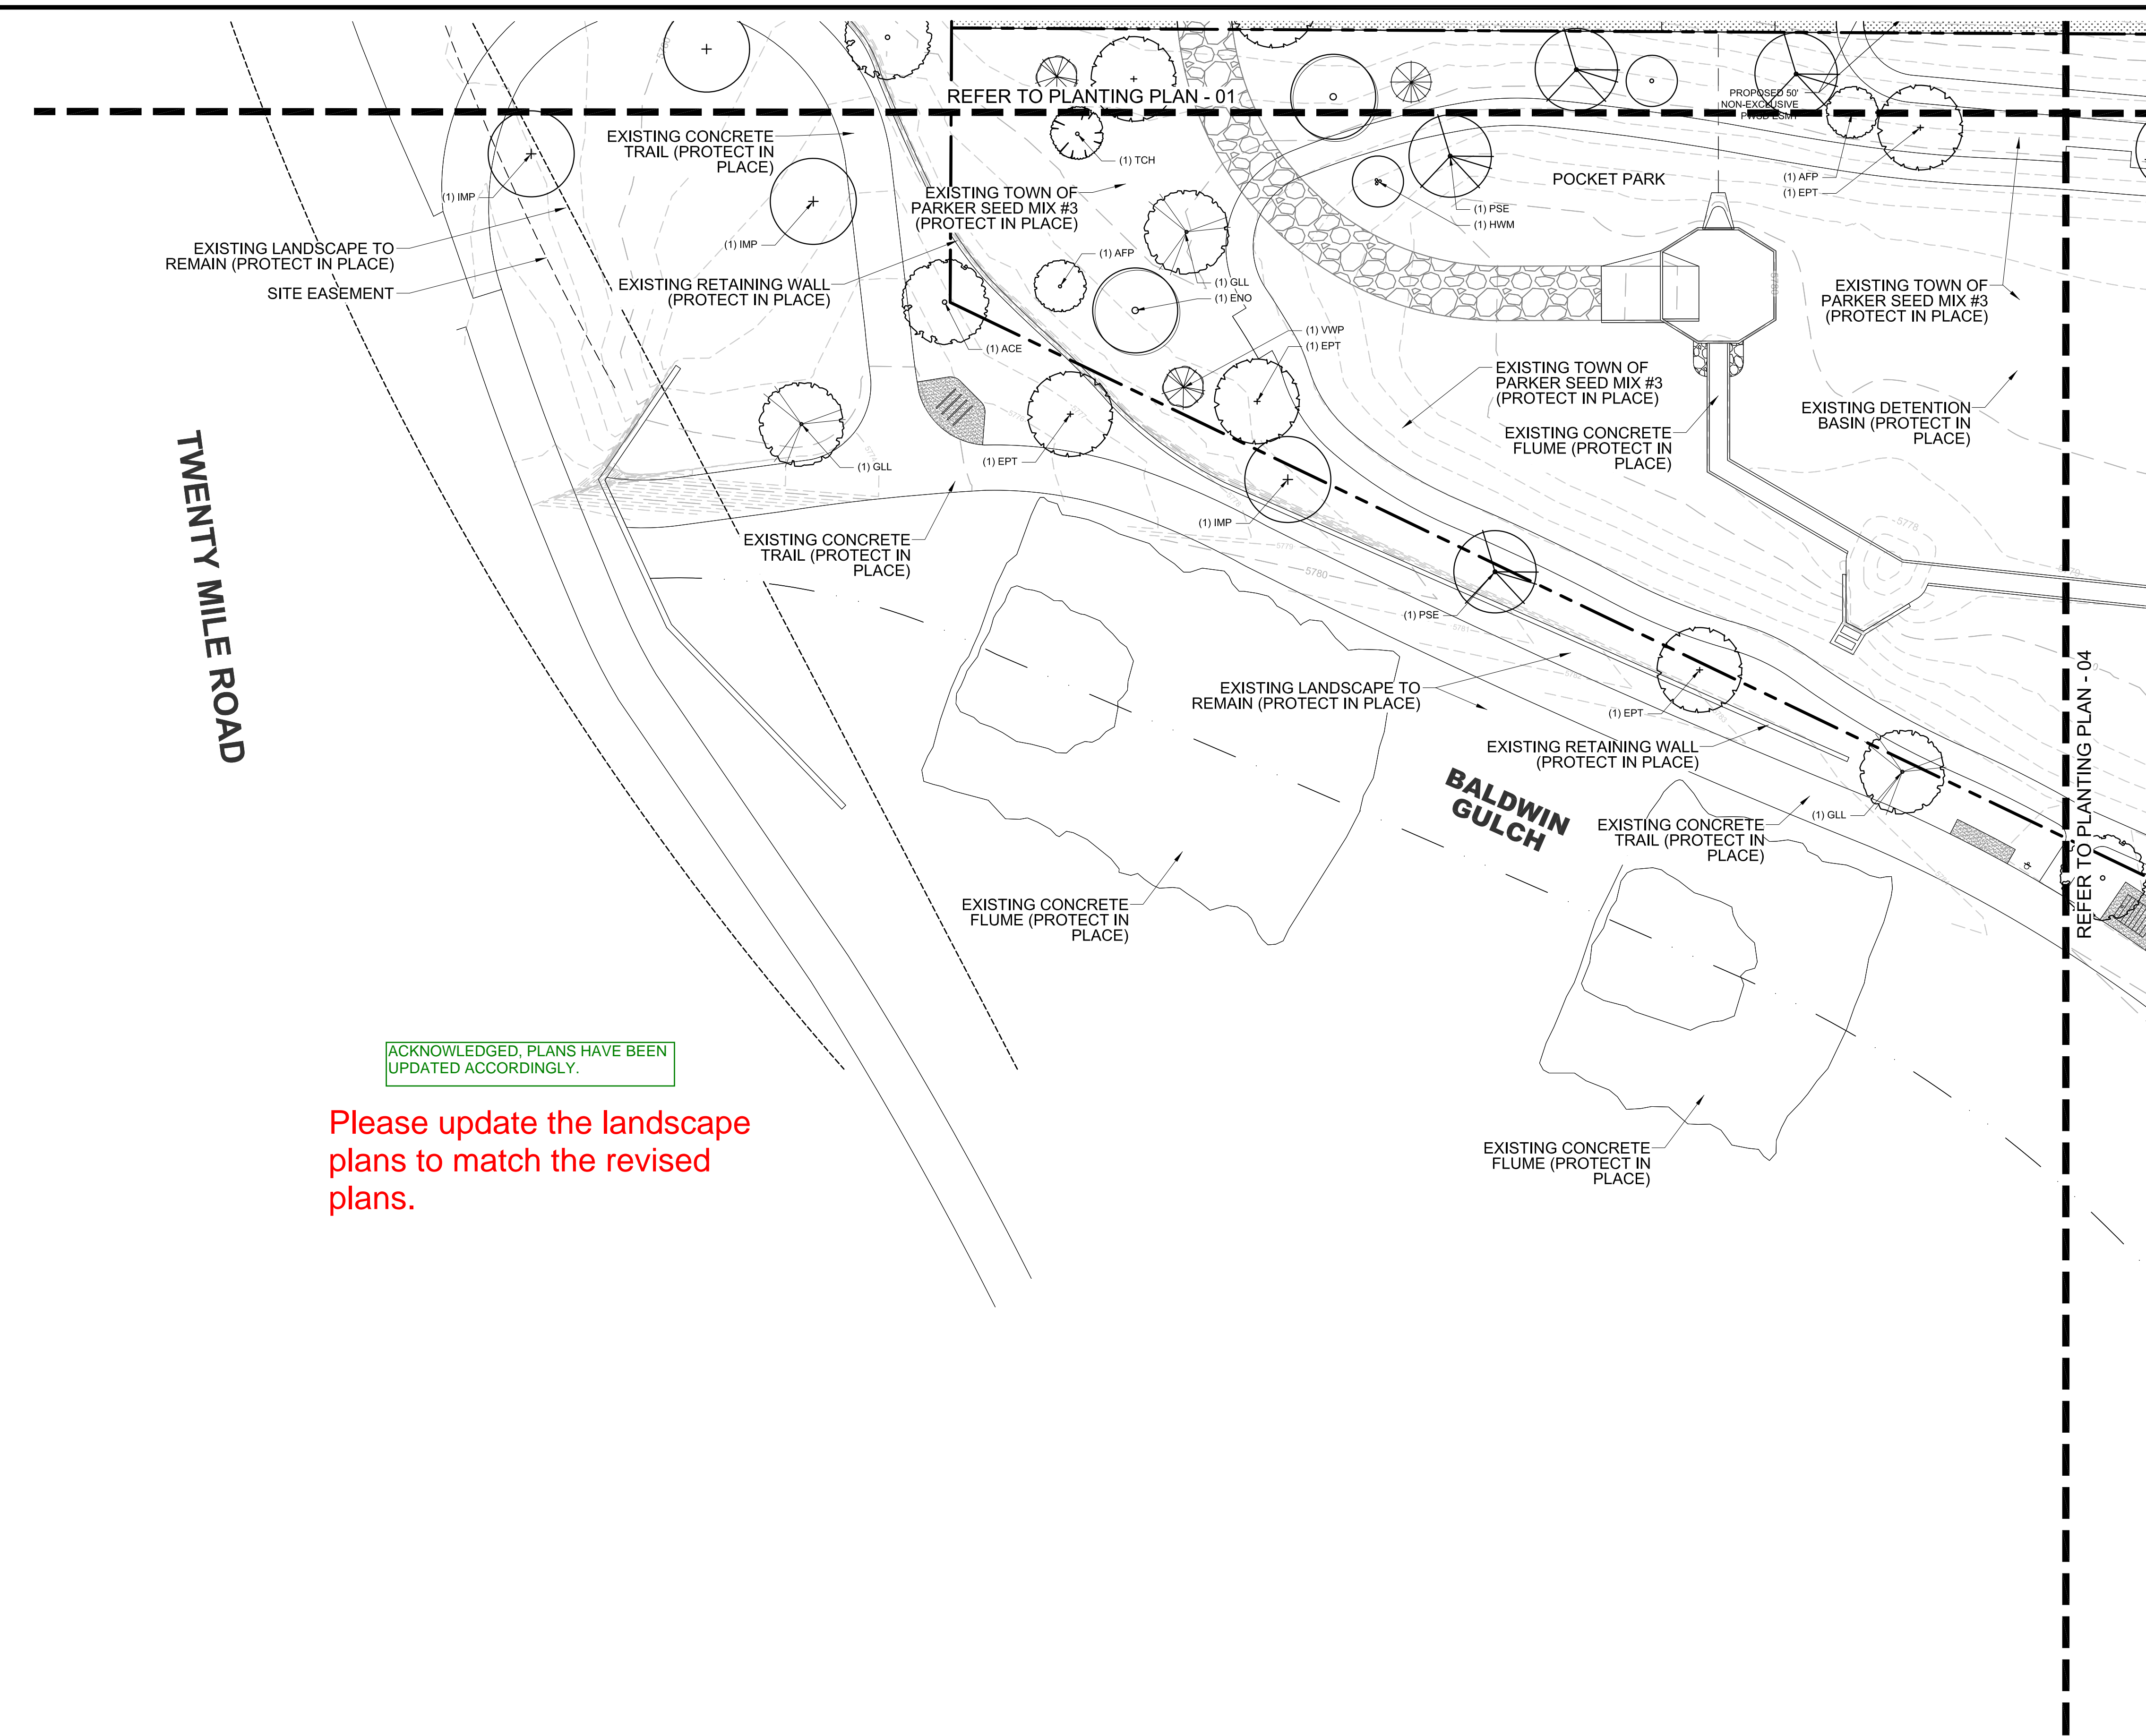 REFER TO PLANTING PLAN - 01
PROPOSED 50'
NON-EXCLUSIVE
PWSD ESMT
EXISTING CONCRETE
TRAIL (PROTECT IN
PLACE)
(1) TCH
(1) IMP
EXISTING TOWN OF
PARKER SEED MIX #3
(PROTECT IN PLACE)
POCKET PARK
(1) AFP
(1) EPT
(1) PSE
(1) HWM
EXISTING LANDSCAPE TO
REMAIN (PROTECT IN PLACE)
SITE EASEMENT
(1) IMP
(1) AFP
EXISTING RETAINING WALL
(PROTECT IN PLACE)
(1) GLL
(1) ENO
EXISTING TOWN OF
PARKER SEED MIX #3
(PROTECT IN PLACE)
(1) VWP
(1) EPT
(1) ACE
EXISTING TOWN OF
PARKER SEED MIX #3
(PROTECT IN PLACE)
EXISTING DETENTION
BASIN (PROTECT IN
PLACE)
EXISTING CONCRETE
FLUME (PROTECT IN
PLACE)
(1) GLL
(1) EPT
TWENTY MILE ROAD
(1) IMP
5778
EXISTING CONCRETE
TRAIL (PROTECT IN
PLACE)
5780
(1) PSE
5781
EXISTING LANDSCAPE TO
REMAIN (PROTECT IN PLACE)
(1) EPT
EXISTING RETAINING WALL
(PROTECT IN PLACE)
REFER TO PLANTING PLAN - 04
BALDWIN
GULCH
EXISTING CONCRETE
TRAIL (PROTECT IN
PLACE)
(1) GLL
EXISTING CONCRETE
FLUME (PROTECT IN
PLACE)
ACKNOWLEDGED, PLANS HAVE BEEN
UPDATED ACCORDINGLY.
Please update the landscape
plans to match the revised
plans.
EXISTING CONCRETE
FLUME (PROTECT IN
PLACE)